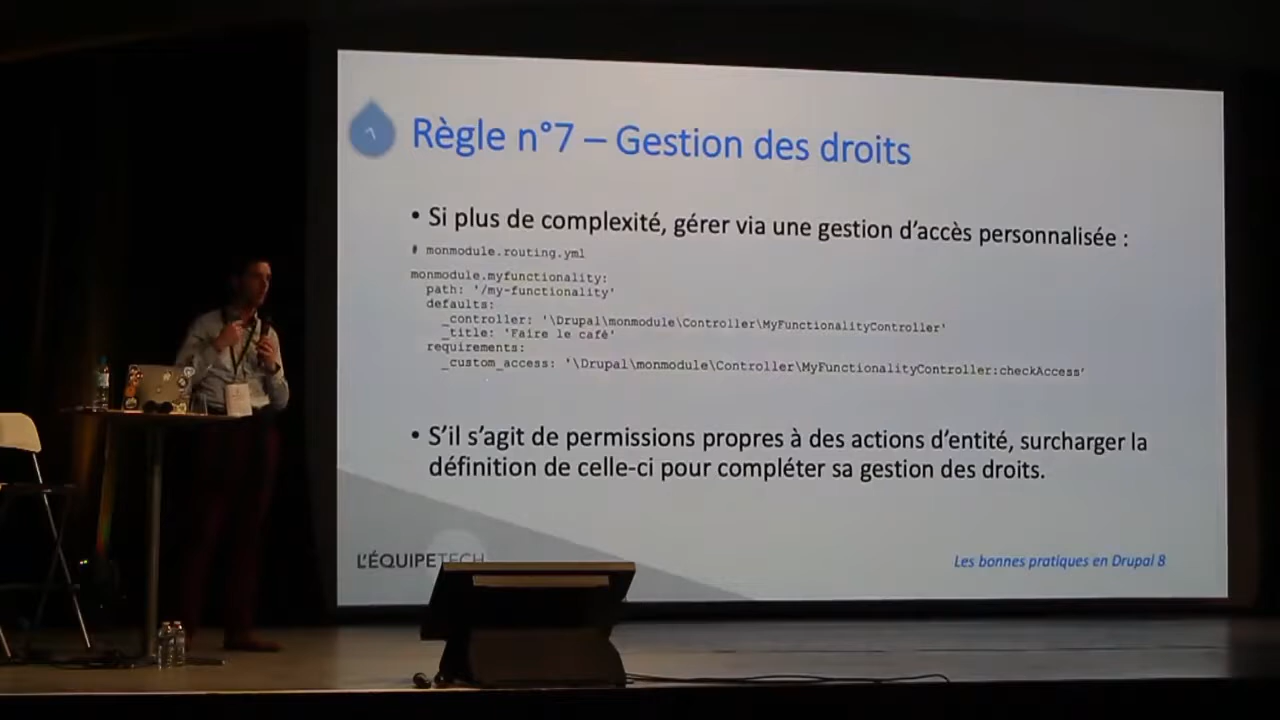 Règle n°7 – Gestion des droits
• Si plus de complexité, gérer via une gestion d'accès personnalisée :
# monmodule.routing.yml
monmodule.myfunctionality:
path: '/my-functionality'
defaults:
_controller: '\Drupal\monmodule\Controller\MyFunctionalityController'
_title: 'Faire le café'
requirements:
_custom_access: '\Drupal\monmodule\Controller\MyFunctionalityController:checkAccess'
• S'il s'agit de permissions propres à des actions d'entité, surcharger la
définition de celle-ci pour compléter sa gestion des droits.
L'ÉQUIPETECH
Les bonnes pratiques en Drupal 8